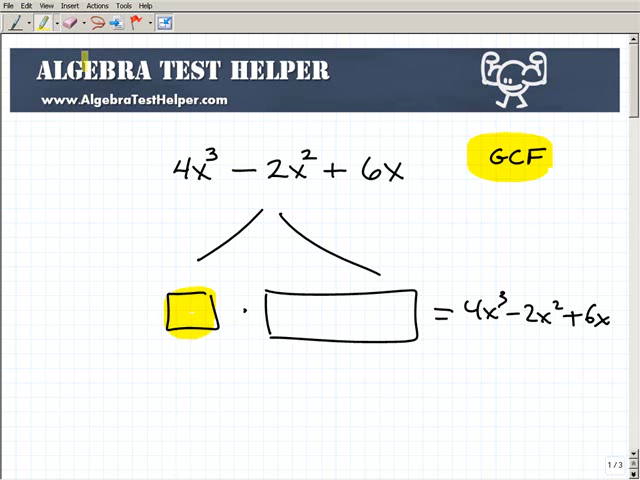 File Edit View Insert Actions Tools Help
ALGEBRA TEST HELPER
www.AlgebraTestHelper.com
GCF
4x³ − 2x² + 6x
· = 4x³ − 2x² + 6x
1 / 3